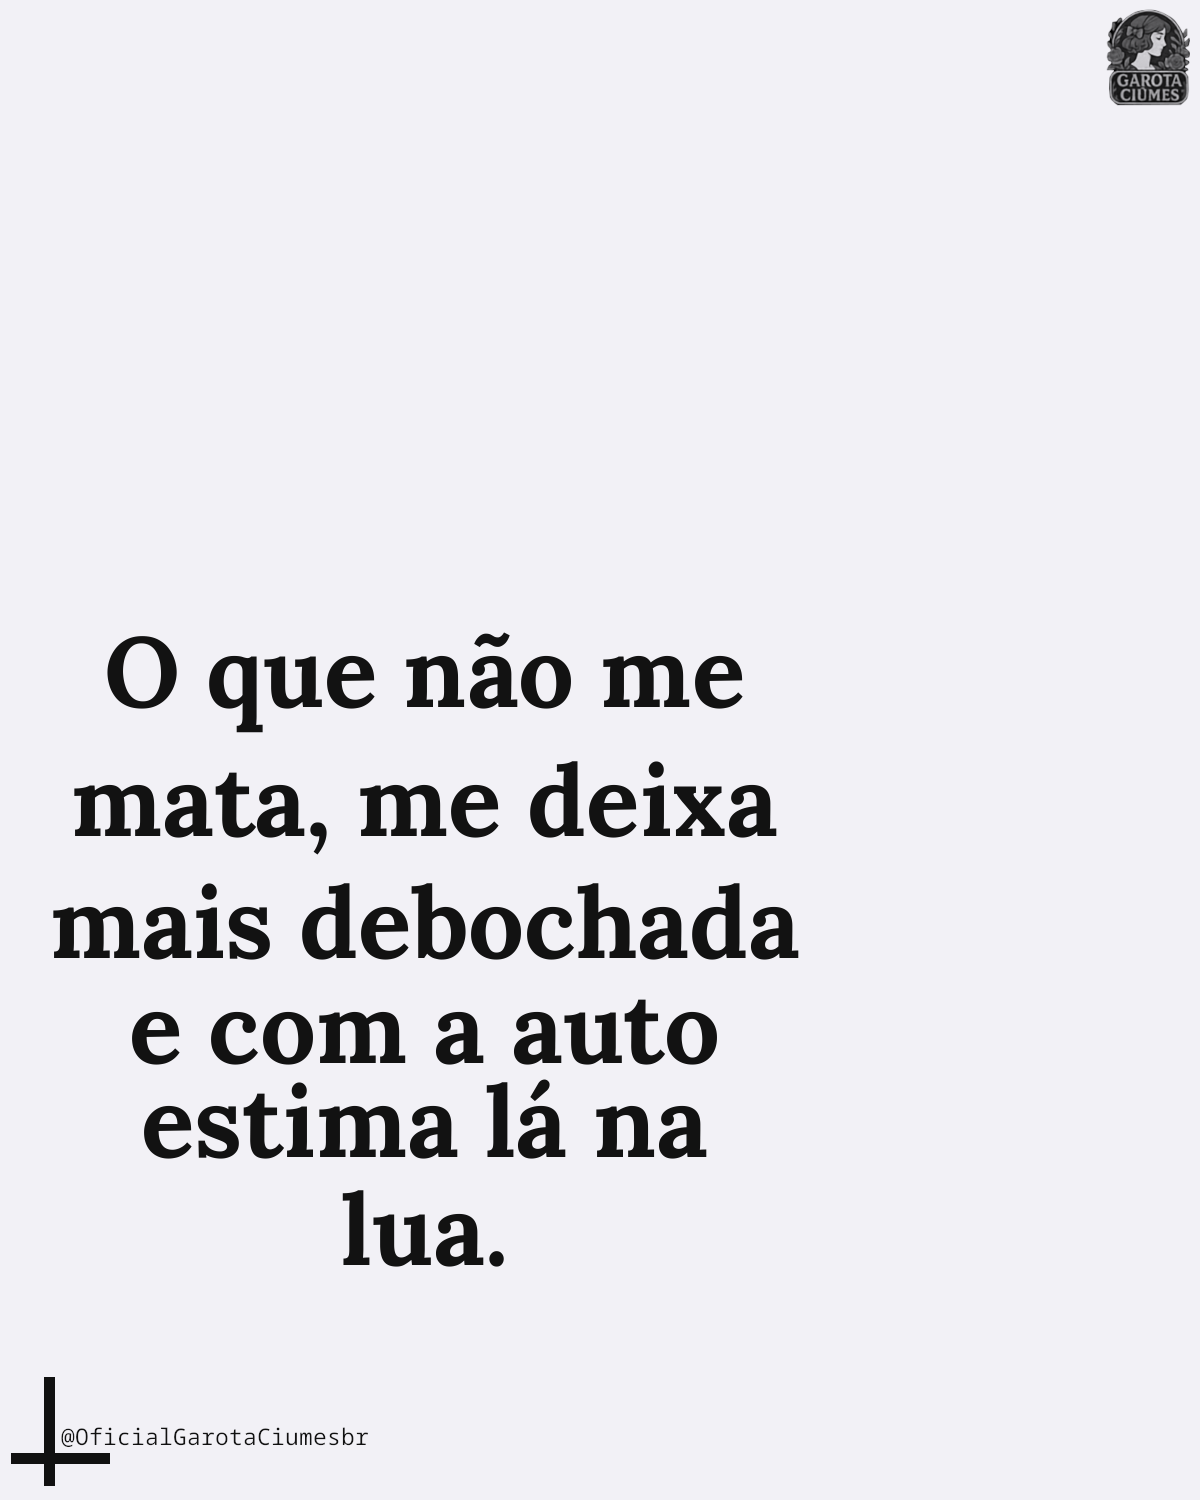 GAROTA
CIÚMES
O que não me
mata, me deixa
mais debochada
e com a auto
estima lá na
lua.
@OficialGarotaCiumesbr